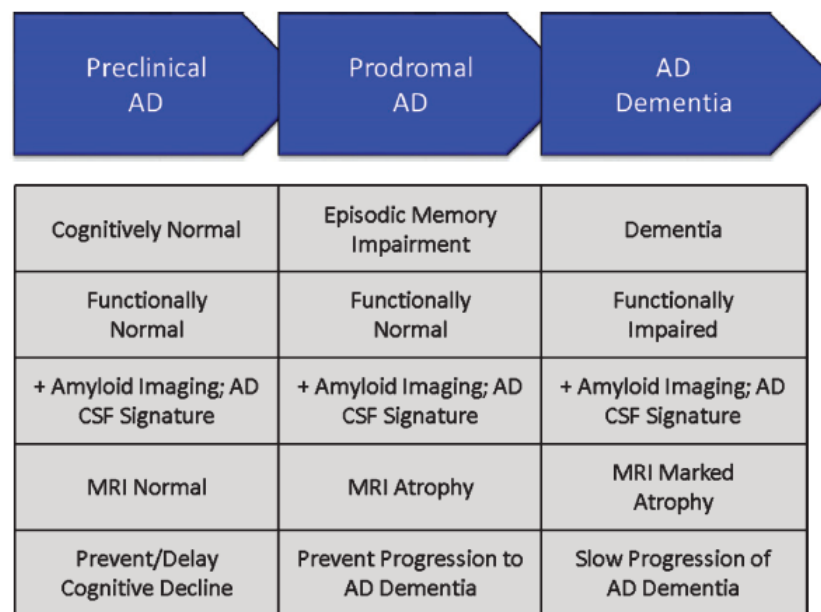 Preclinical
AD
Prodromal
AD
AD
Dementia
Cognitively Normal
Episodic Memory
Impairment
Dementia
Functionally
Normal
Functionally
Normal
Functionally
Impaired
+ Amyloid Imaging; AD
CSF Signature
+ Amyloid Imaging; AD
CSF Signature
+ Amyloid Imaging; AD
CSF Signature
MRI Normal
MRI Atrophy
MRI Marked
Atrophy
Prevent/Delay
Cognitive Decline
Prevent Progression to
AD Dementia
Slow Progression of
AD Dementia